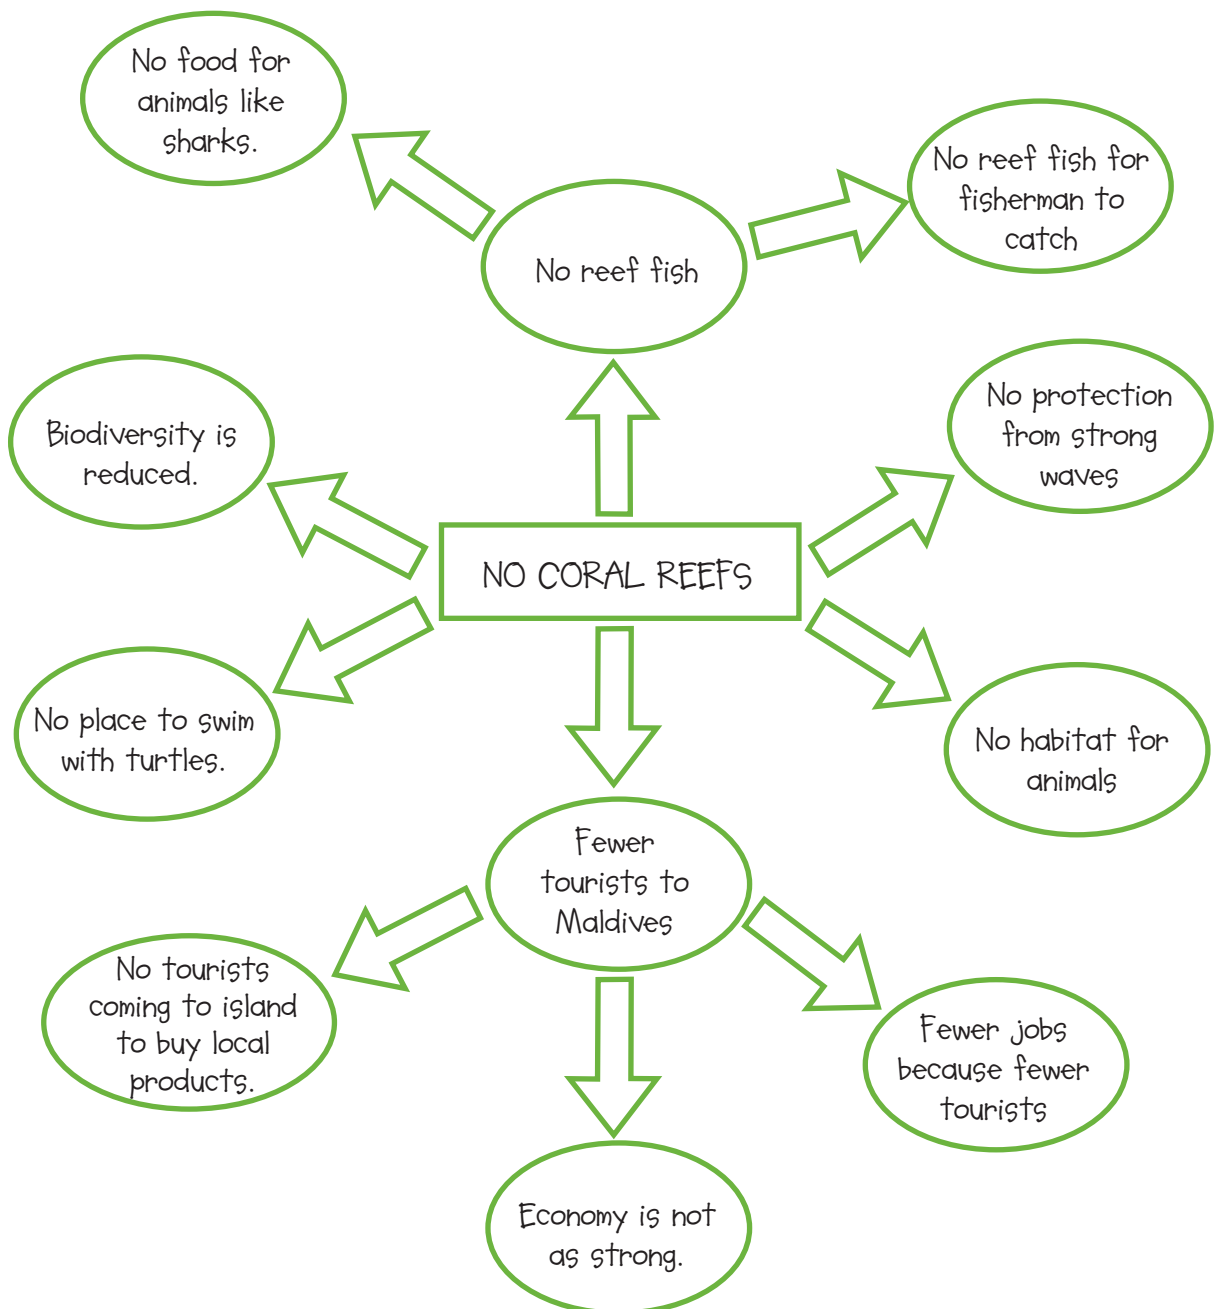 No food for
animals like
sharks.
No reef fish for
fisherman to
catch
No reef fish
No protection
from strong
waves
Biodiversity is
reduced.
NO CORAL REEFS
No place to swim
with turtles.
No habitat for
animals
Fewer
tourists to
Maldives
No tourists
coming to island
to buy local
products.
Fewer jobs
because fewer
tourists
Economy is not
as strong.